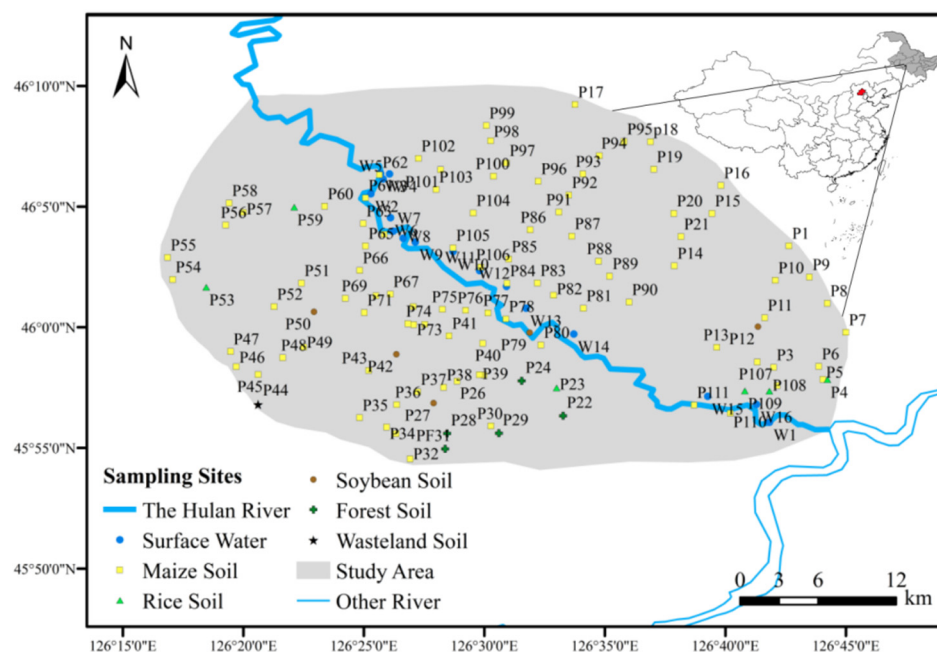 N
46°10'0"N
46°5'0"N
46°0'0"N
45°55'0"N
45°50'0"N
P17
P99
P98
P95
p18
P102
P62
P97
P94
P19
W5
P100
P93
P101
P103
P96
P92
P16
P58
P57
P56
P60
P59
W2
W7
P104
P91
P20
P15
P86
P87
P21
P65
W8
P1
P55
P66
W9
P105
P85
P88
P14
W11
W10
P106
P54
P51
W12
P84
P83
P89
P10
P9
P53
P52
P69
P67
P82
P90
P8
P71
P75
P76
P77
P78
P81
P11
P50
P74
P73
P41
W13
P80
W14
P7
P47
P49
P48
P79
P13
P12
P46
P43
P42
P40
P39
P24
P3
P6
P5
P45
P44
P37
P26
P23
P107
P108
P4
P36
P22
P111
P109
P35
P27
P28
P30
P29
W15
P110
W16
P34
PF31
W1
P32
Sampling Sites
The Hulan River
Surface Water
Maize Soil
Rice Soil
Soybean Soil
Forest Soil
Wasteland Soil
Study Area
Other River
0 3 6 12
km
126°15'0"E 126°20'0"E 126°25'0"E 126°30'0"E 126°35'0"E 126°40'0"E 126°45'0"E